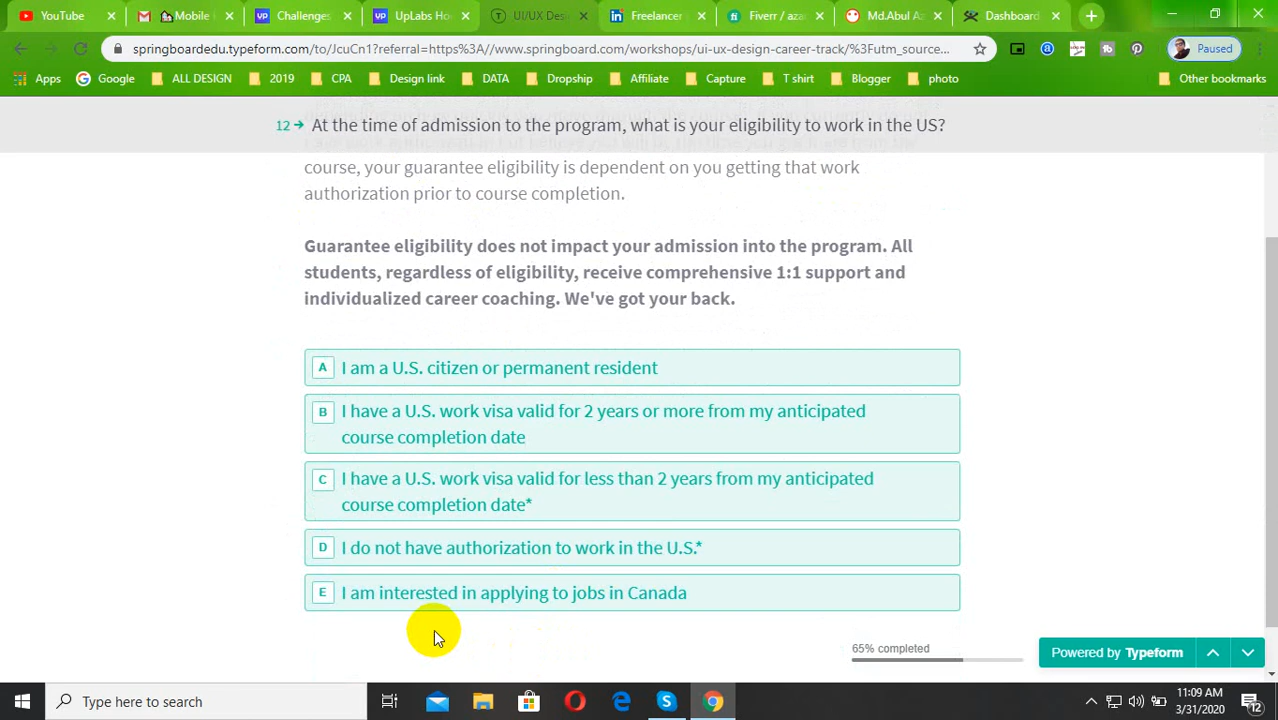 YouTube
Mobile
Challenges
UpLabs Ho
UI/UX Desi
Freelancer
Fiverr / aza
Md.Abul Az
Dashboard
springboardedu.typeform.com/to/JcuCn1?referral=https%3A//www.springboard.com/workshops/ui-ux-design-career-track/%3Futm_source...
Paused
Apps
Google
ALL DESIGN
2019
CPA
Design link
DATA
Dropship
Affiliate
Capture
T shirt
Blogger
photo
Other bookmarks
12 → At the time of admission to the program, what is your eligibility to work in the US?
course, your guarantee eligibility is dependent on you getting that work
authorization prior to course completion.
Guarantee eligibility does not impact your admission into the program. All
students, regardless of eligibility, receive comprehensive 1:1 support and
individualized career coaching. We've got your back.
A I am a U.S. citizen or permanent resident
B I have a U.S. work visa valid for 2 years or more from my anticipated
course completion date
C I have a U.S. work visa valid for less than 2 years from my anticipated
course completion date*
D I do not have authorization to work in the U.S.*
E I am interested in applying to jobs in Canada
65% completed
Powered by Typeform
Type here to search
11:09 AM
3/31/2020
12